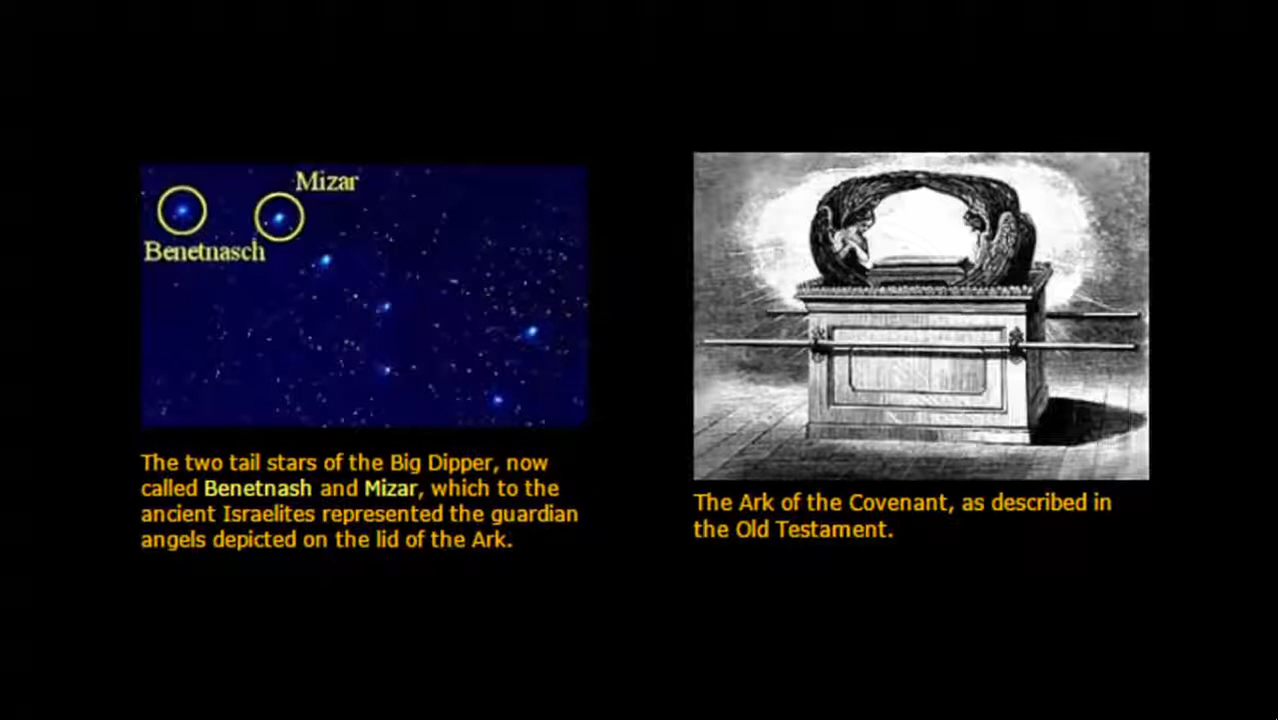 Mizar
Benetnasch
The two tail stars of the Big Dipper, now
called Benetnash and Mizar, which to the
ancient Israelites represented the guardian
angels depicted on the lid of the Ark.
The Ark of the Covenant, as described in
the Old Testament.